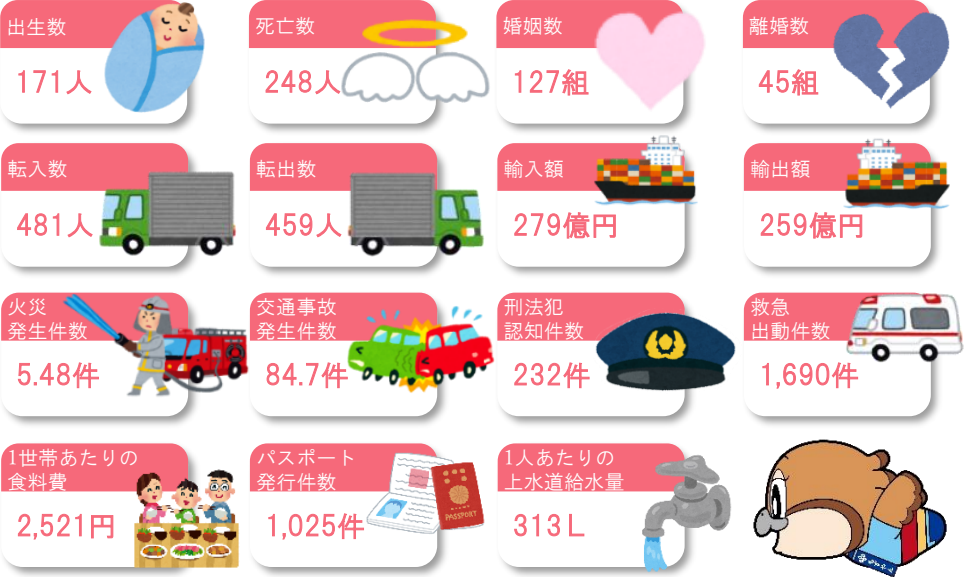 出生数
171人
死亡数
248人
婚姻数
127組
離婚数
45組
転入数
481人
転出数
459人
輸入額
279億円
輸出額
259億円
火災
発生件数
5.48件
交通事故
発生件数
84.7件
刑法犯
認知件数
232件
救急
出動件数
1,690件
1世帯あたりの
食料費
2,521円
パスポート
発行件数
1,025件
PASSPORT
1人あたりの
上水道給水量
313L